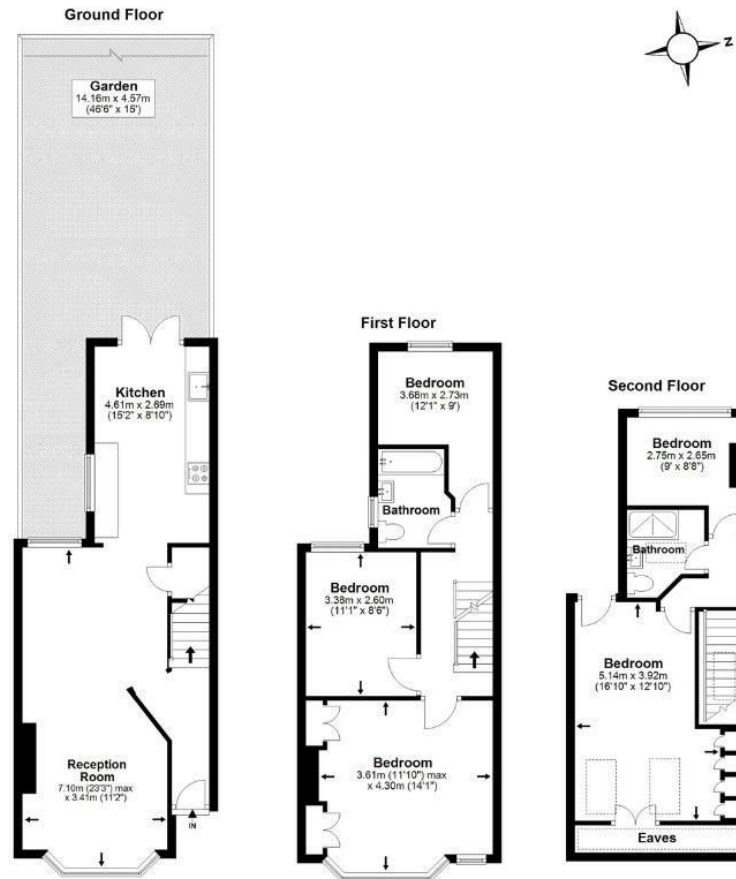 Ground Floor
Garden
14.16m x 4.57m
(46'6" x 15')
Kitchen
4.61m x 2.69m
(15'2" x 8'10")
Reception
Room
7.10m (23'3") max
x 3.41m (11'2")
IN
First Floor
Bedroom
3.68m x 2.73m
(12'1" x 9')
Bathroom
Bedroom
3.38m x 2.60m
(11'1" x 8'6")
Bedroom
3.61m (11'10") max
x 4.30m (14'1")
Z
Second Floor
Bedroom
2.75m x 2.65m
(9' x 8'8")
Bathroom
Bedroom
5.14m x 3.92m
(16'10" x 12'10")
Eaves